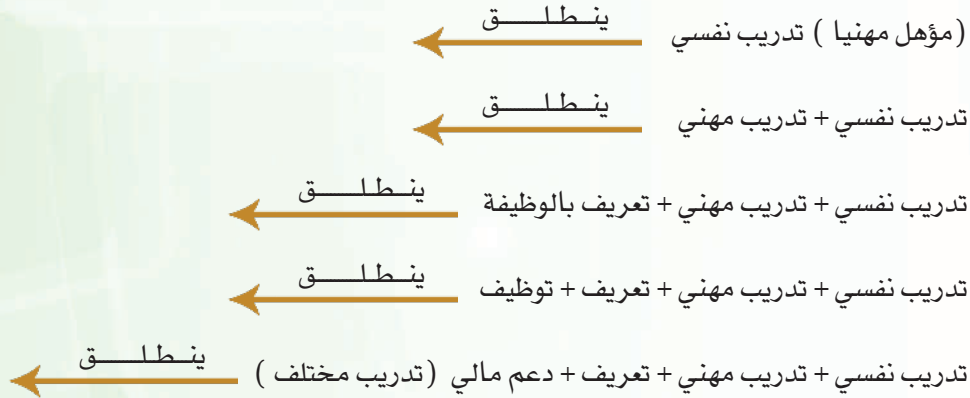 (مؤهل مهنيا ) تدريب نفسي ينطلق
تدريب نفسي + تدريب مهني ينطلق
تدريب نفسي + تدريب مهني + تعريف بالوظيفة ينطلق
تدريب نفسي + تدريب مهني + تعريف + توظيف ينطلق
تدريب نفسي + تدريب مهني + تعريف + دعم مالي (تدريب مختلف ) ينطلق